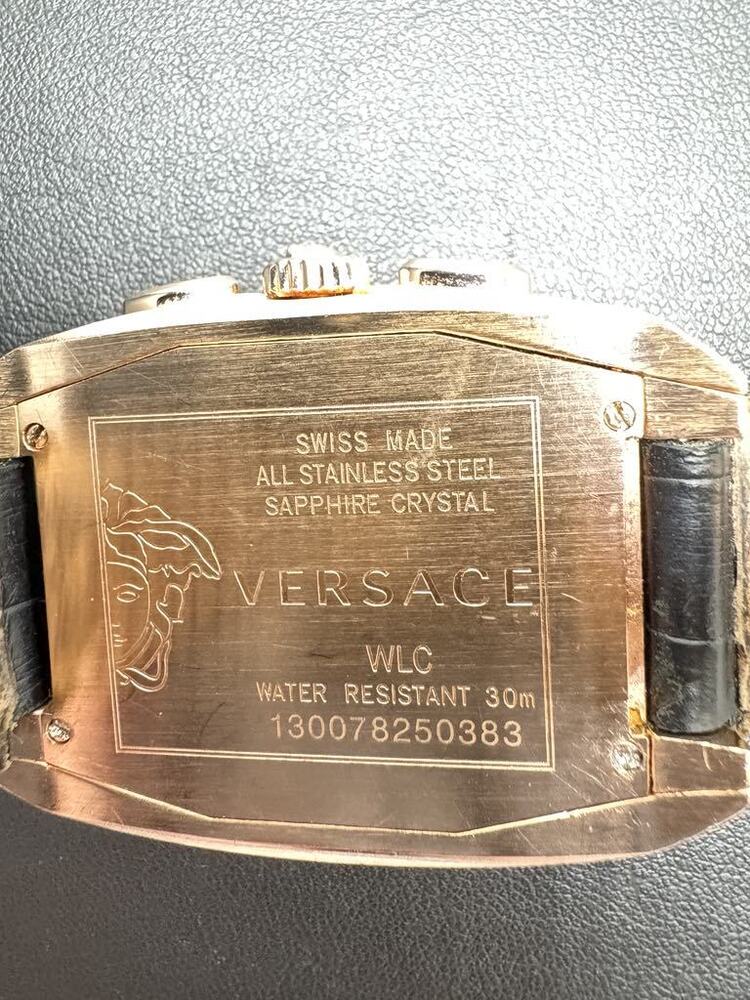 SWISS MADE
ALL STAINLESS STEEL
SAPPHIRE CRYSTAL
VERSACE
WLC
WATER RESISTANT 30m
130078250383